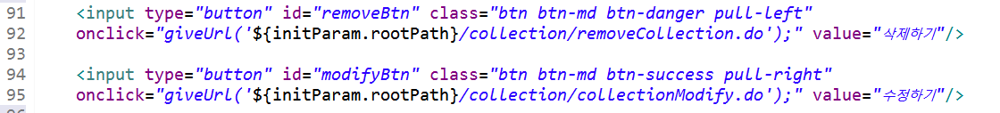 91 <input type="button" id="removeBtn" class="btn btn-md btn-danger pull-left"
92 onclick="giveUrl('${initParam.rootPath}/collection/removeCollection.do');" value="삭제하기"/>
93
94 <input type="button" id="modifyBtn" class="btn btn-md btn-success pull-right"
95 onclick="giveUrl('${initParam.rootPath}/collection/collectionModify.do');" value="수정하기"/>